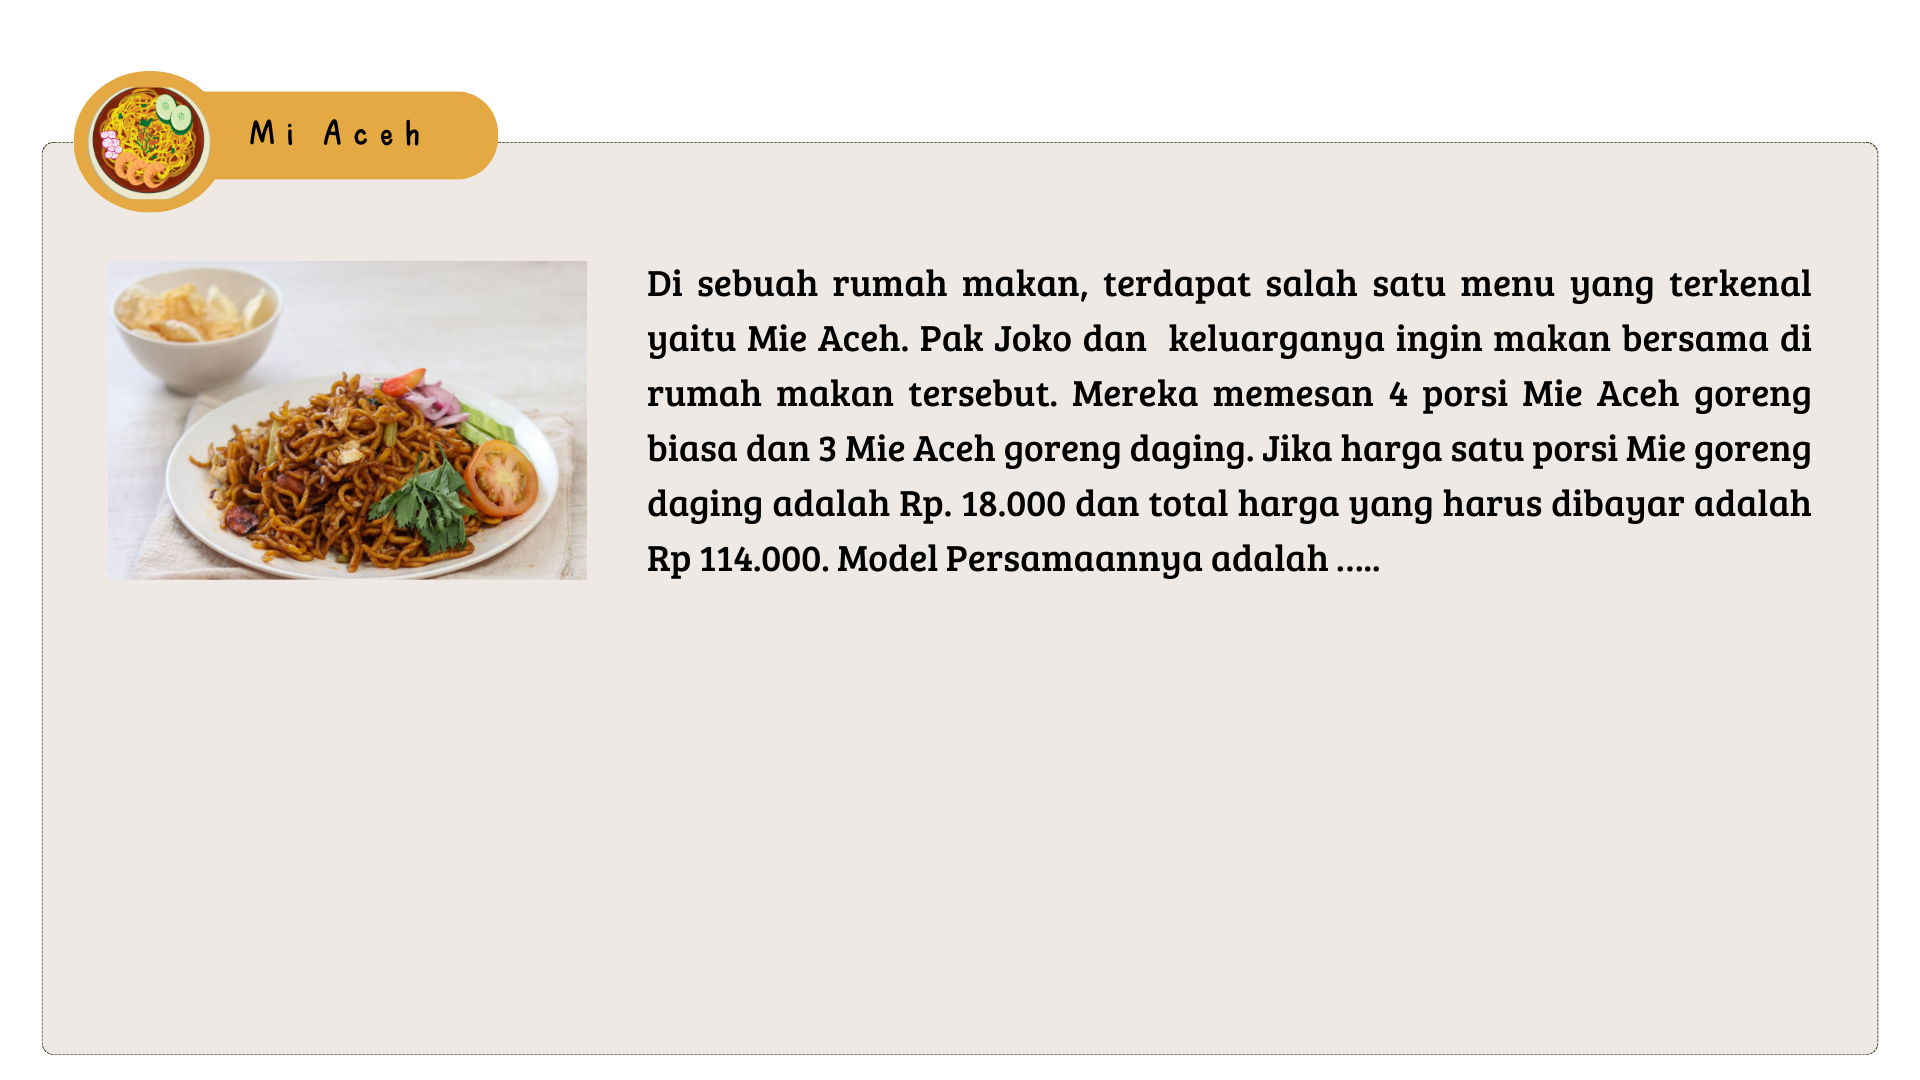 Mi Aceh
Di sebuah rumah makan, terdapat salah satu menu yang terkenal
yaitu Mie Aceh. Pak Joko dan keluarganya ingin makan bersama di
rumah makan tersebut. Mereka memesan 4 porsi Mie Aceh goreng
biasa dan 3 Mie Aceh goreng daging. Jika harga satu porsi Mie goreng
daging adalah Rp. 18.000 dan total harga yang harus dibayar adalah
Rp 114.000. Model Persamaannya adalah .....